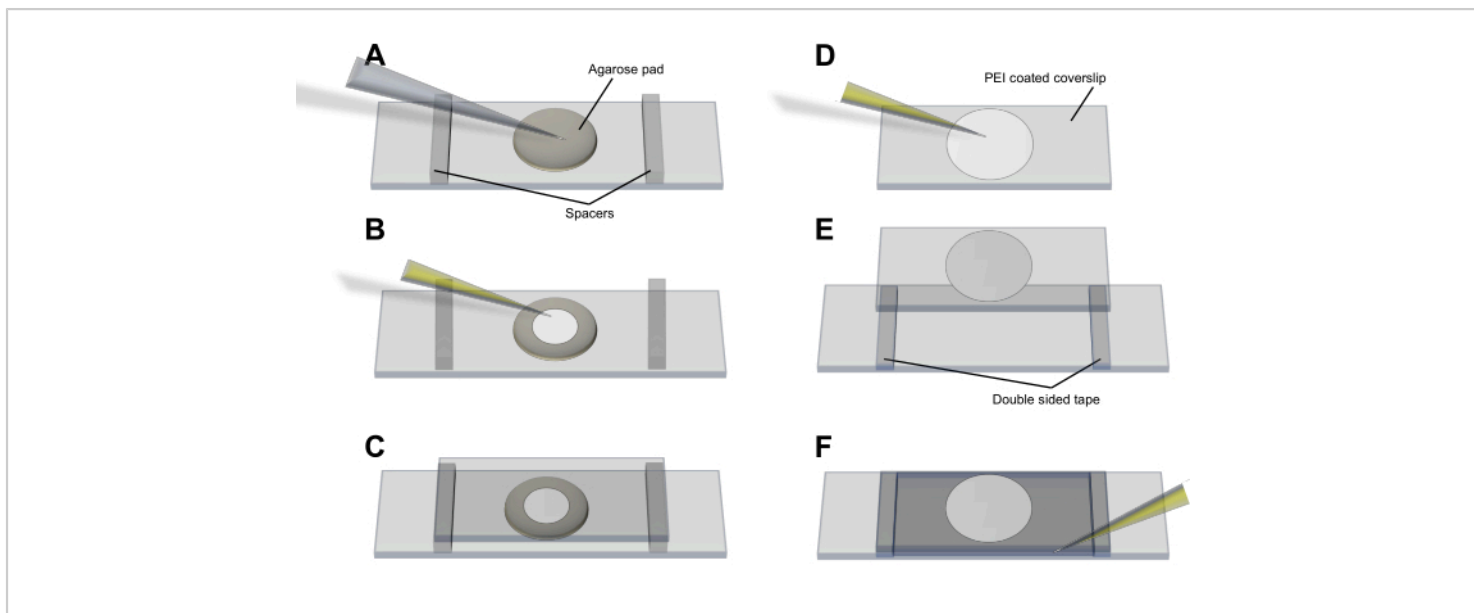 A
Agarose pad
Spacers
B
C
D
PEI coated coverslip
E
Double sided tape
F